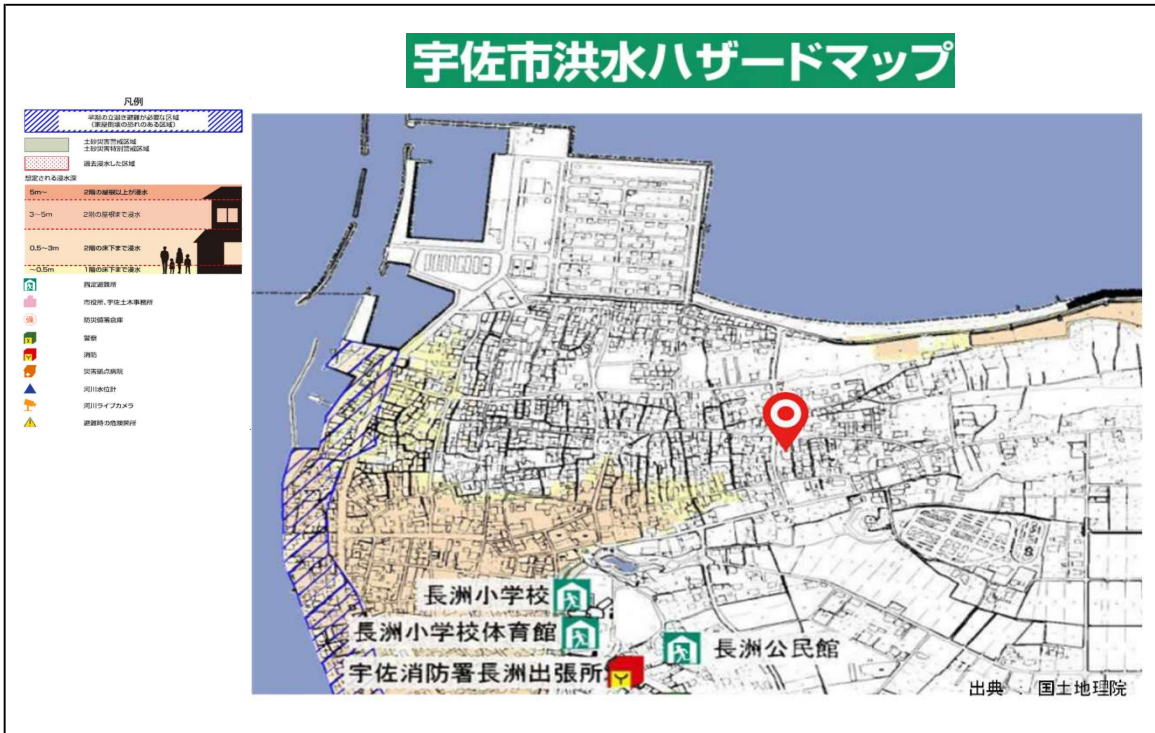 宇佐市洪水ハザードマップ
凡例
早期の立退き避難が必要な区域
(家屋倒壊の恐れのある区域)
土砂災害警戒区域
土砂災害特別警戒区域
過去浸水した区域
想定される浸水深
5m〜 2階の屋根以上が浸水
3〜5m 2階の屋根まで浸水
0.5〜3m 2階の床下まで浸水
〜0.5m 1階の床下まで浸水
指定避難所
市役所、宇佐土木事務所
防災備蓄倉庫
警察
消防
災害拠点病院
河川水位計
河川ライブカメラ
避難時の危険箇所
長洲小学校
長洲小学校体育館
長洲公民館
宇佐消防署長洲出張所
出典 : 国土地理院